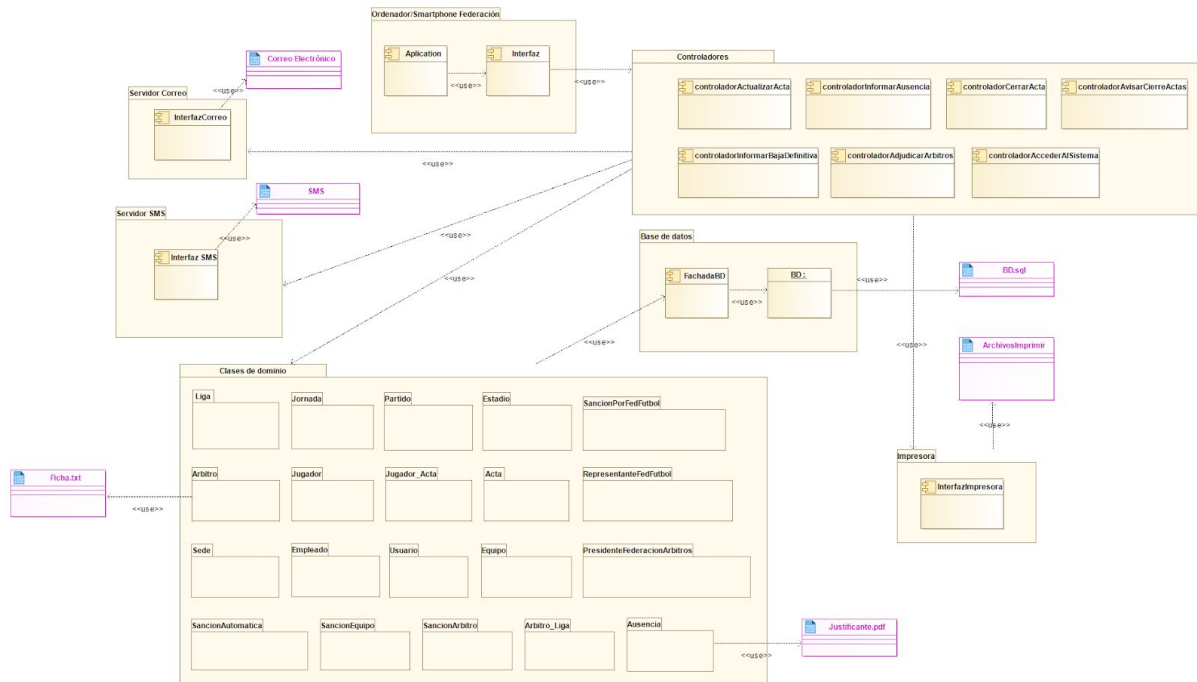 Ordenador/Smartphone Federación
Aplication
Interfaz
<<use>>
<<use>>
Correo Electrónico
<<use>>
Servidor Correo
InterfazCorreo
Controladores
controladorActualizarActa
controladorInformarAusencia
controladorCerrarActa
controladorAvisarCierreActas
controladorInformarBajaDefinitiva
controladorAdjudicarArbitros
controladorAccederAlSistema
<<use>>
SMS
Servidor SMS
<<use>>
Interfaz SMS
<<use>>
<<use>>
Base de datos
FachadaBD
BD :
<<use>>
<<use>>
BD.sql
<<use>>
<<use>>
ArchivosImprimir
<<use>>
Impresora
InterfazImpresora
Clases de dominio
Liga
Jornada
Partido
Estadio
SancionPorFedFutbol
Arbitro
Jugador
Jugador_Acta
Acta
RepresentanteFedFutbol
Ficha.txt
<<use>>
Sede
Empleado
Usuario
Equipo
PresidenteFederacionArbitros
SancionAutomatica
SancionEquipo
SancionArbitro
Arbitro_Liga
Ausencia
<<use>>
Justificante.pdf